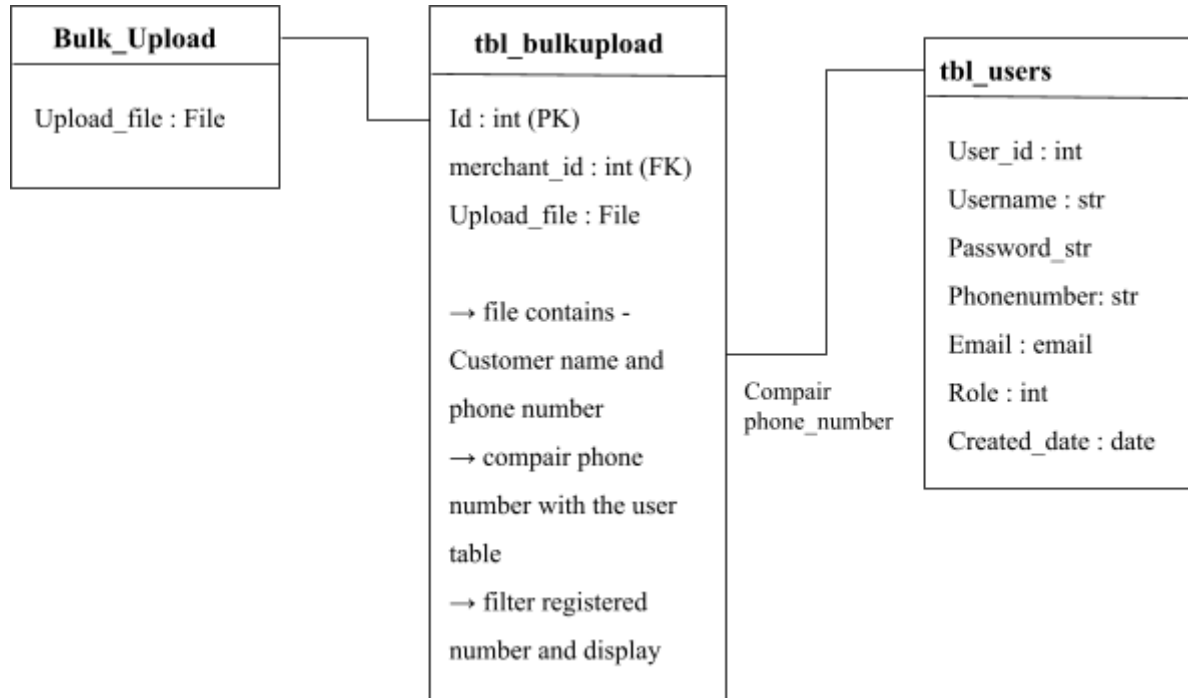 Bulk_Upload
Upload_file : File
tbl_bulkupload
Id : int (PK)
merchant_id : int (FK)
Upload_file : File
→ file contains -
Customer name and
phone number
→ compair phone
number with the user
table
→ filter registered
number and display
Compair
phone_number
tbl_users
User_id : int
Username : str
Password_str
Phonenumber: str
Email : email
Role : int
Created_date : date